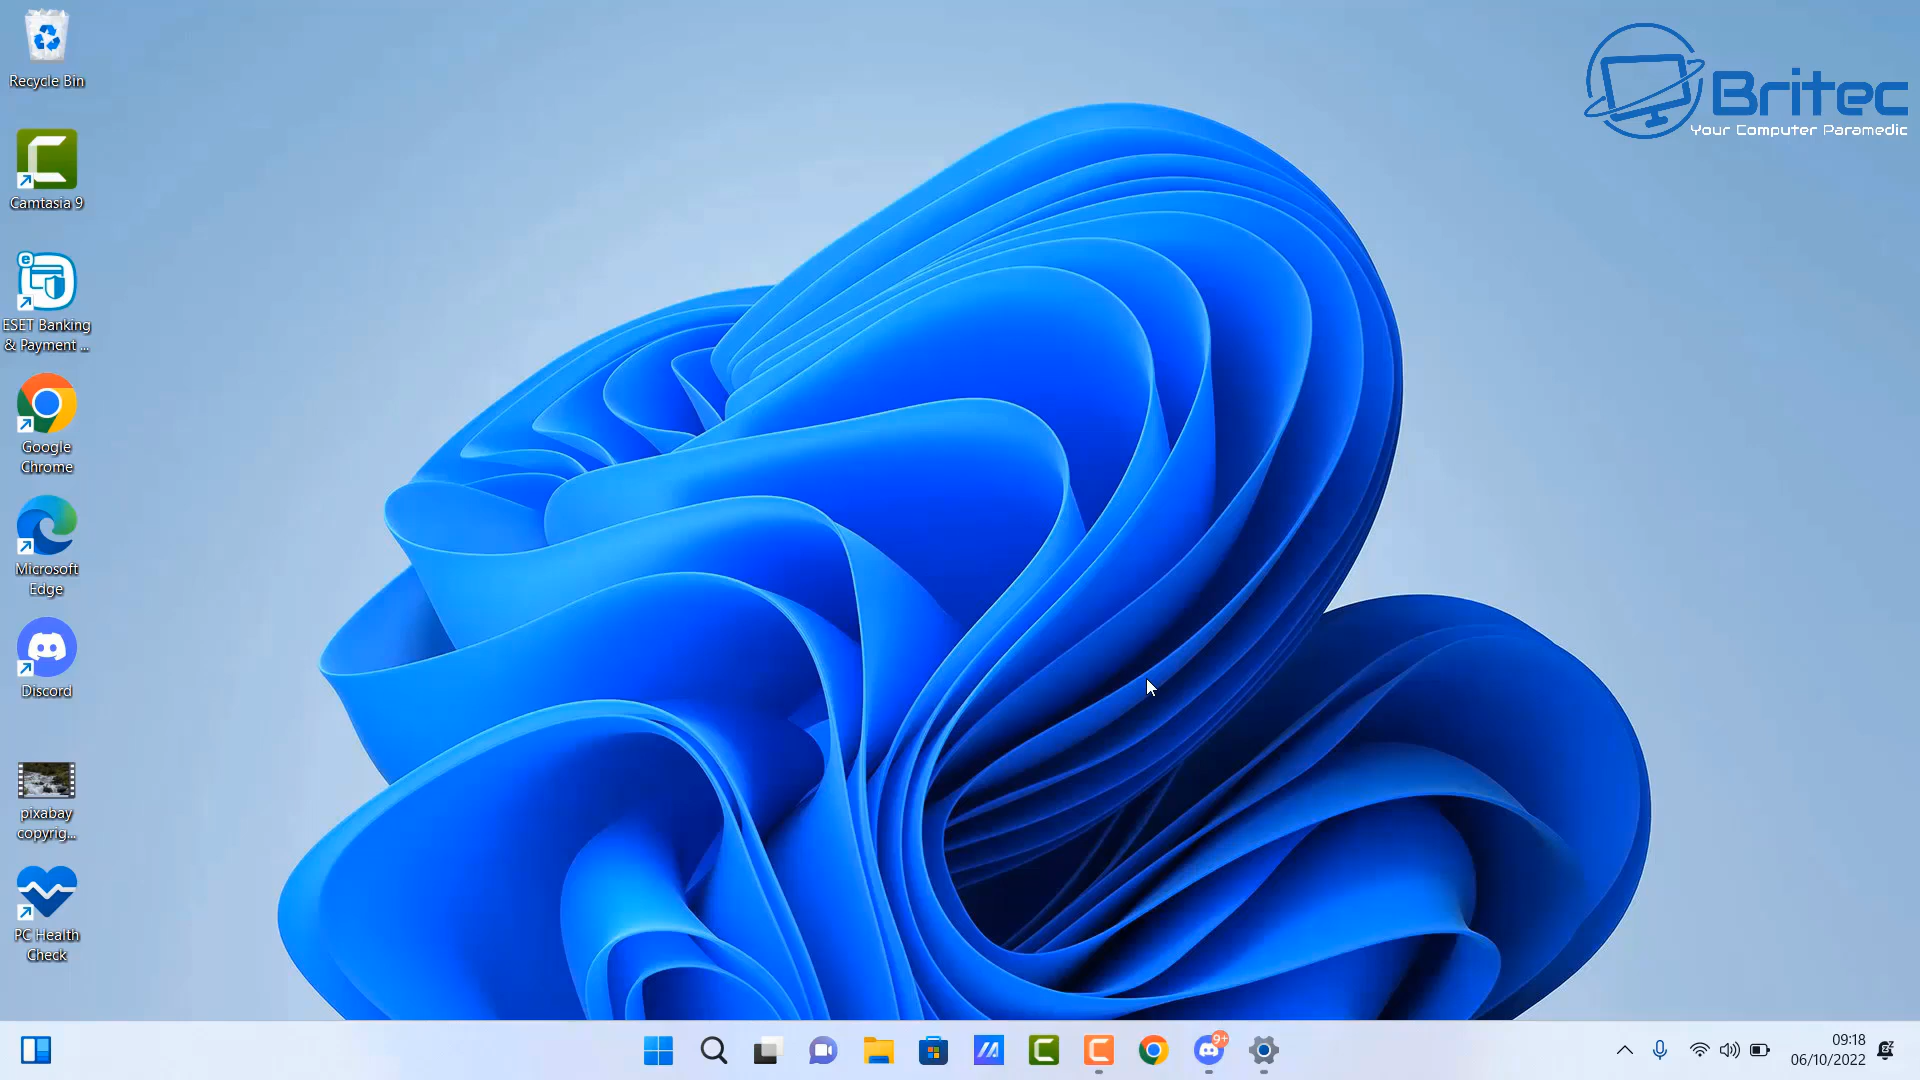 Recycle Bin
Camtasia 9
ESET Banking
& Payment ...
Google
Chrome
Microsoft
Edge
Discord
pixabay
copyrig...
PC Health
Check
Britec
Your Computer Paramedic
9+
09:18
06/10/2022